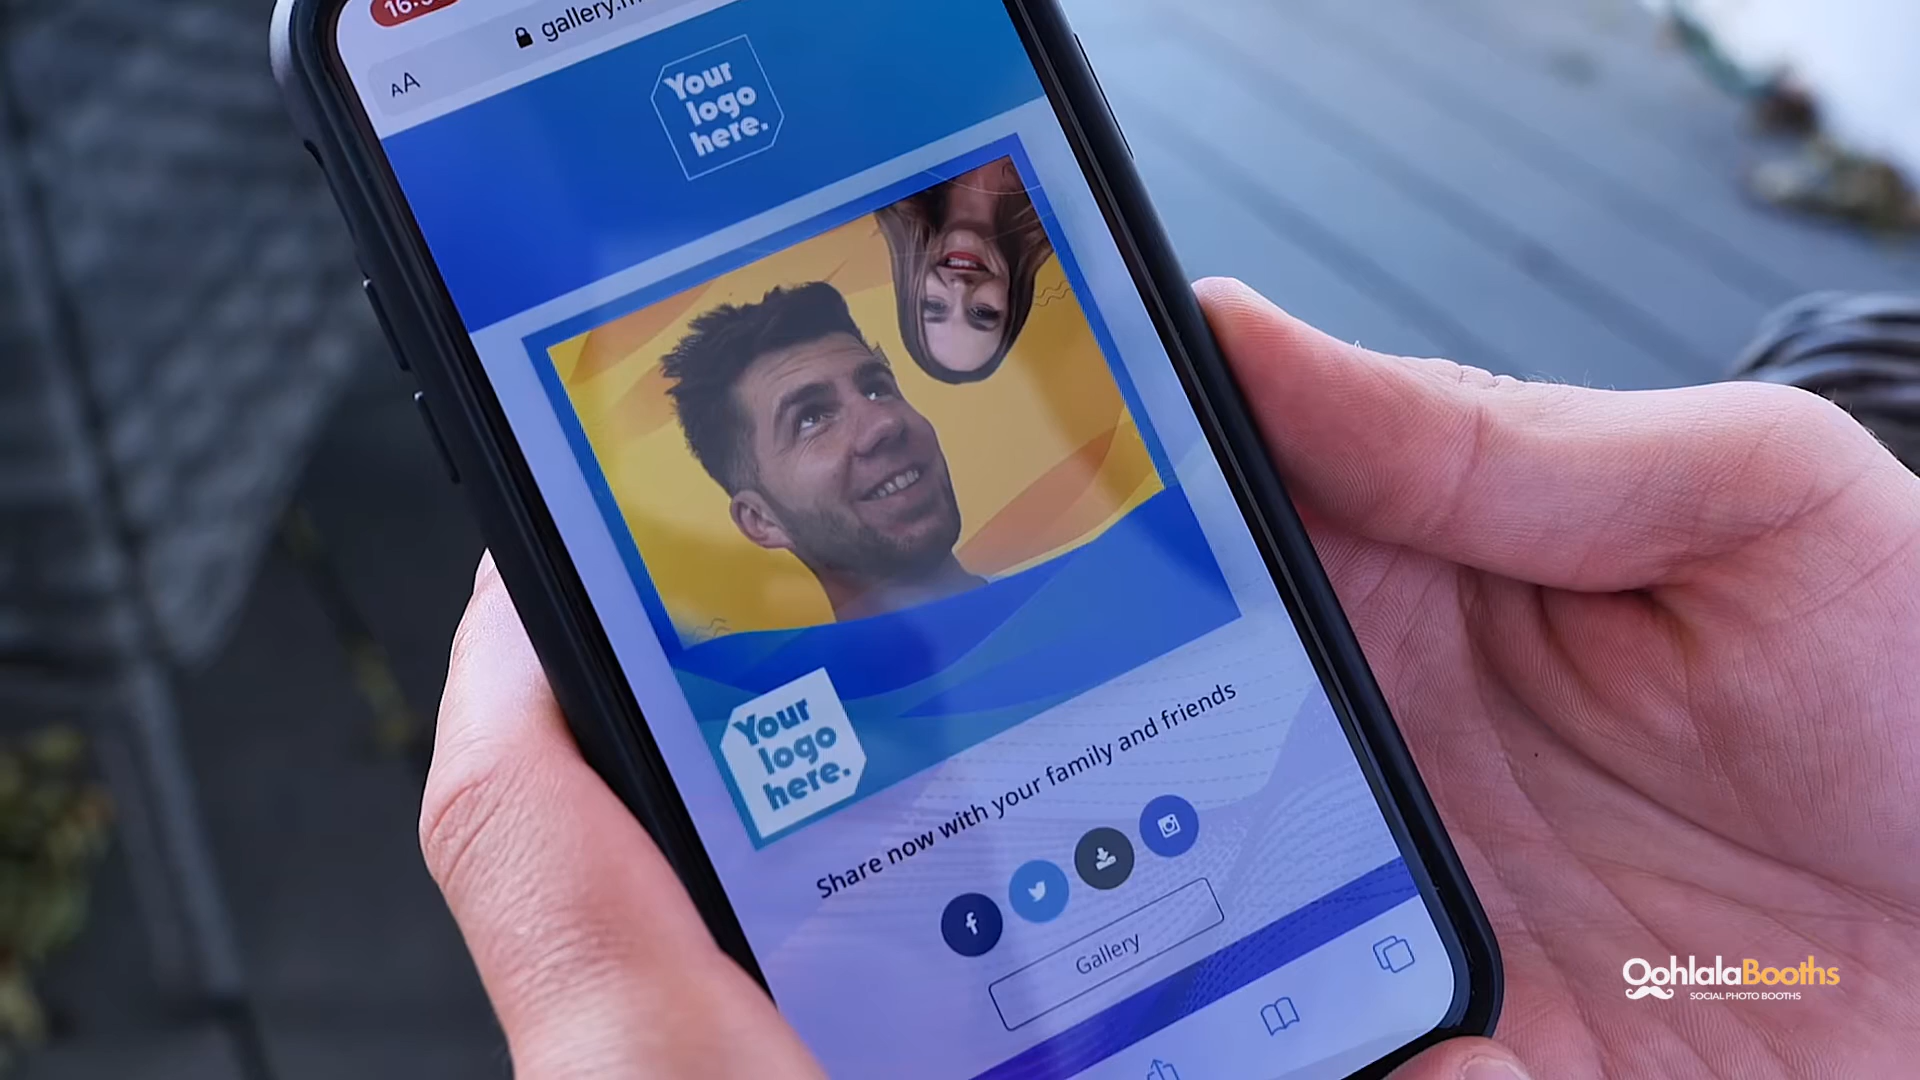 AA
Your
logo
here.
Your
logo
here.
Share now with your family and friends
Gallery
OohlalaBooths
SOCIAL PHOTO BOOTHS